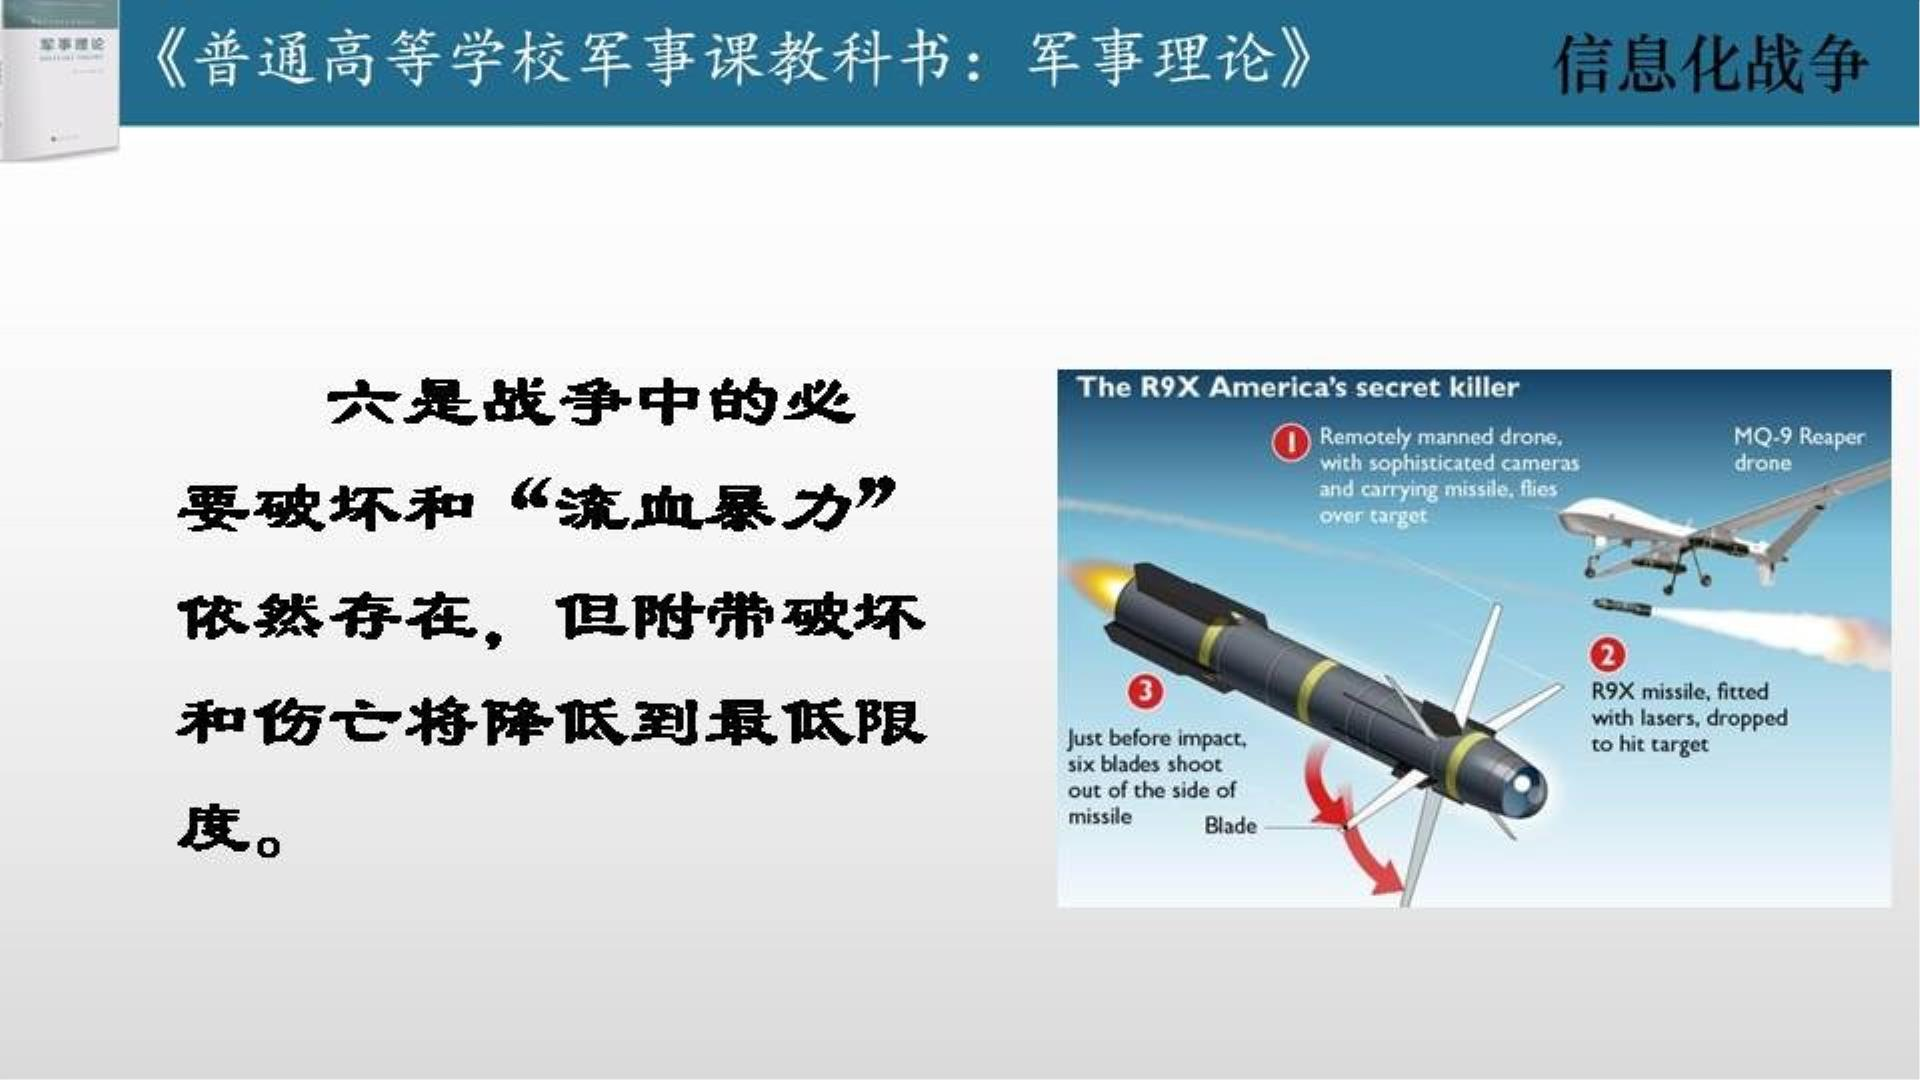 军事理论
《普通高等学校军事课教科书：军事理论》
信息化战争
六是战争中的必
要破坏和“流血暴力”
依然存在，但附带破坏
和伤亡将降低到最低限
度。
The R9X America's secret killer
1
Remotely manned drone,
with sophisticated cameras
and carrying missile, flies
over target
MQ-9 Reaper
drone
2
R9X missile, fitted
with lasers, dropped
to hit target
3
Just before impact,
six blades shoot
out of the side of
missile
Blade